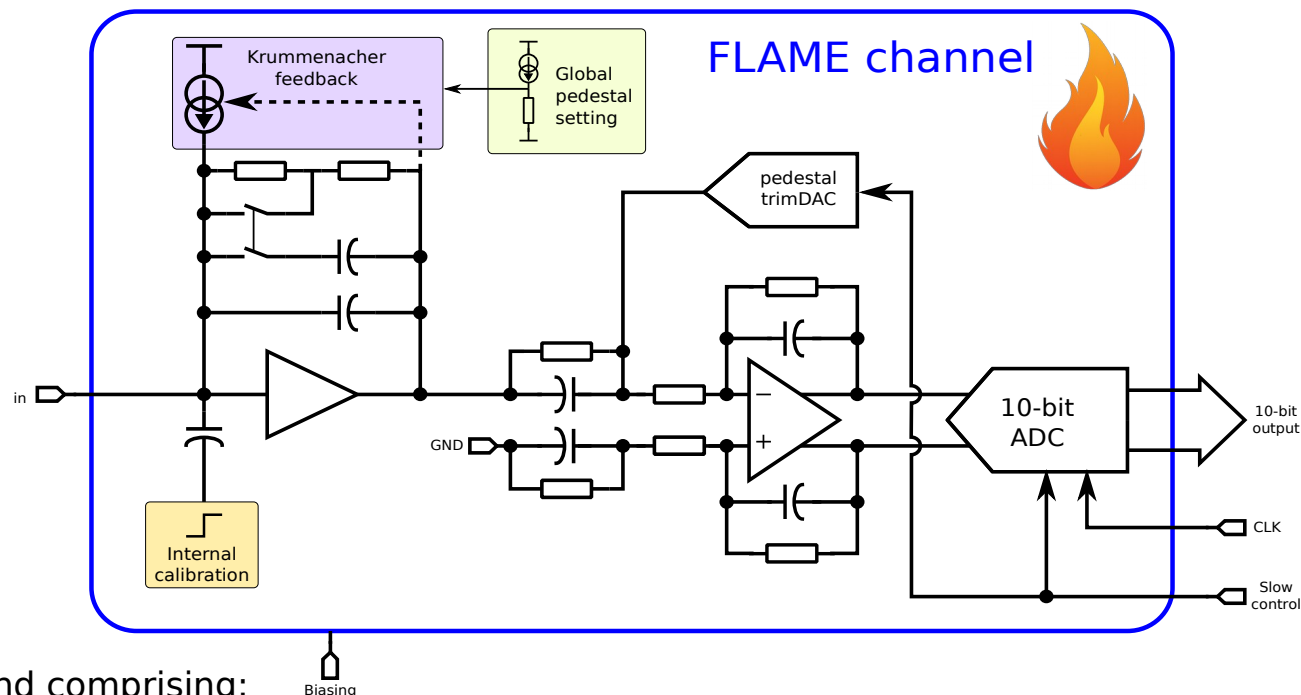 FLAME channel
Krummenacher
feedback
Global
pedestal
setting
pedestal
trimDAC
in
GND
−
+
10-bit
ADC
10-bit
output
CLK
Slow
control
Internal
calibration
Biasing
nd comprising: